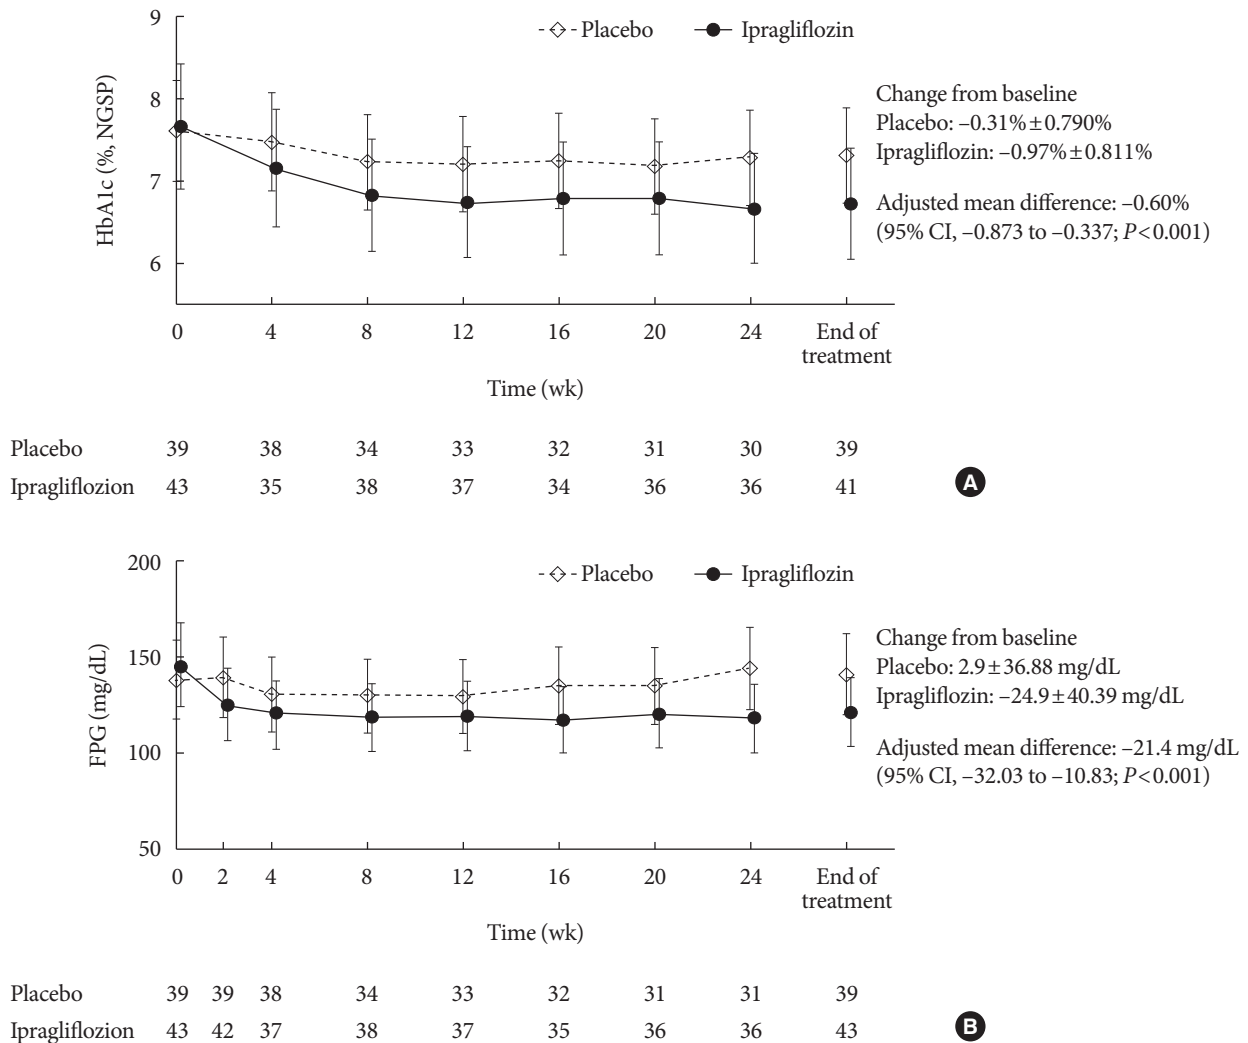 9
8
7
6
HbA1c (%, NGSP)
Placebo
Ipragliflozin
Change from baseline
Placebo: –0.31%±0.790%
Ipragliflozin: –0.97%±0.811%
Adjusted mean difference: –0.60%
(95% CI, –0.873 to –0.337; P<0.001)
0 4 8 12 16 20 24 End of
treatment
Time (wk)
Placebo 39 38 34 33 32 31 30 39
Ipragliflozion 43 35 38 37 34 36 36 41
A
200
150
100
50
FPG (mg/dL)
Placebo
Ipragliflozin
Change from baseline
Placebo: 2.9±36.88 mg/dL
Ipragliflozin: –24.9±40.39 mg/dL
Adjusted mean difference: –21.4 mg/dL
(95% CI, –32.03 to –10.83; P<0.001)
0 2 4 8 12 16 20 24 End of
treatment
Time (wk)
Placebo 39 39 38 34 33 32 31 31 39
Ipragliflozion 43 42 37 38 37 35 36 36 43
B